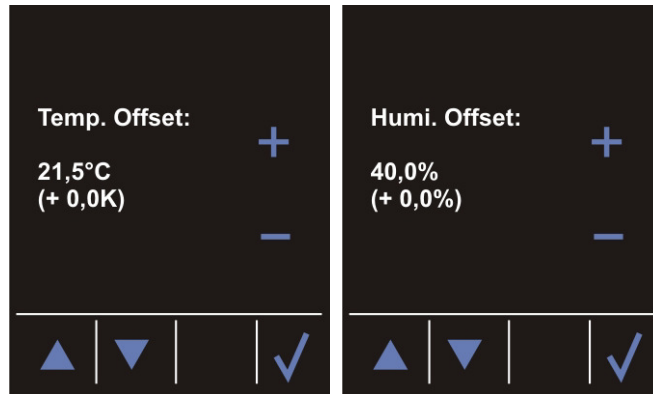 Temp. Offset:
21,5°C
(+ 0,0K)
Humi. Offset:
40,0%
(+ 0,0%)